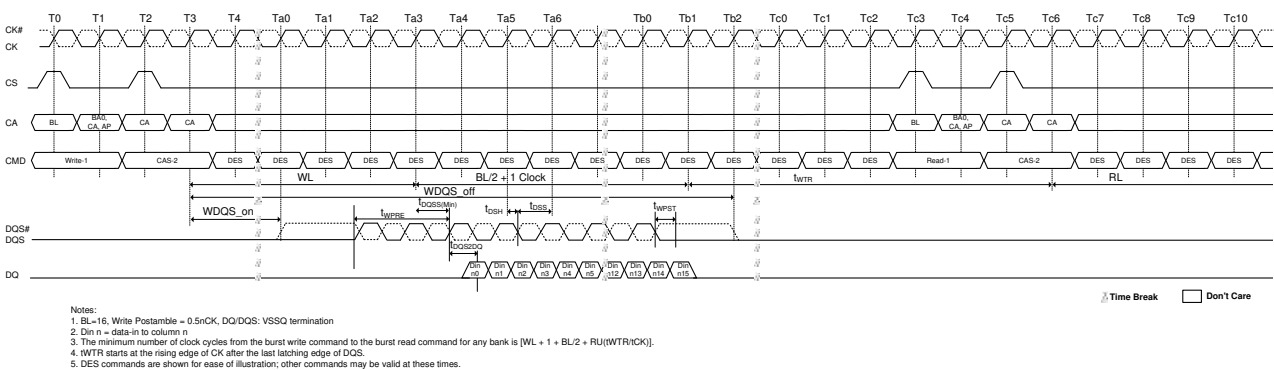 T0 T1 T2 T3 T4 Ta0 Ta1 Ta2 Ta3 Ta4 Ta5 Ta6 Tb0 Tb1 Tb2 Tc0 Tc1 Tc2 Tc3 Tc4 Tc5 Tc6 Tc7 Tc8 Tc9 Tc10
CK#
CK
CS
CA BL BA0, CA, AP CA CA BL BA0, CA, AP CA CA
CMD Write-1 CAS-2 DES DES DES DES DES DES DES DES DES DES DES DES DES DES DES Read-1 CAS-2 DES DES DES DES
WL BL/2 + 1 Clock tWTR RL
WDQS_off
WDQS_on tWPRE tDQSS(Min) tDSH tDSS tWPST
DQS#
DQS
tDQS2DQ
DQ Din n0 Din n1 Din n2 Din n3 Din n4 Din n5 Din n12 Din n13 Din n14 Din n15
Time Break Don't Care
Notes:
1. BL=16, Write Postamble = 0.5nCK, DQ/DQS: VSSQ termination
2. Din n = data-in to column n
3. The minimum number of clock cycles from the burst write command to the burst read command for any bank is [WL + 1 + BL/2 + RU(tWTR/tCK)].
4. tWTR starts at the rising edge of CK after the last latching edge of DQS.
5. DES commands are shown for ease of illustration; other commands may be valid at these times.